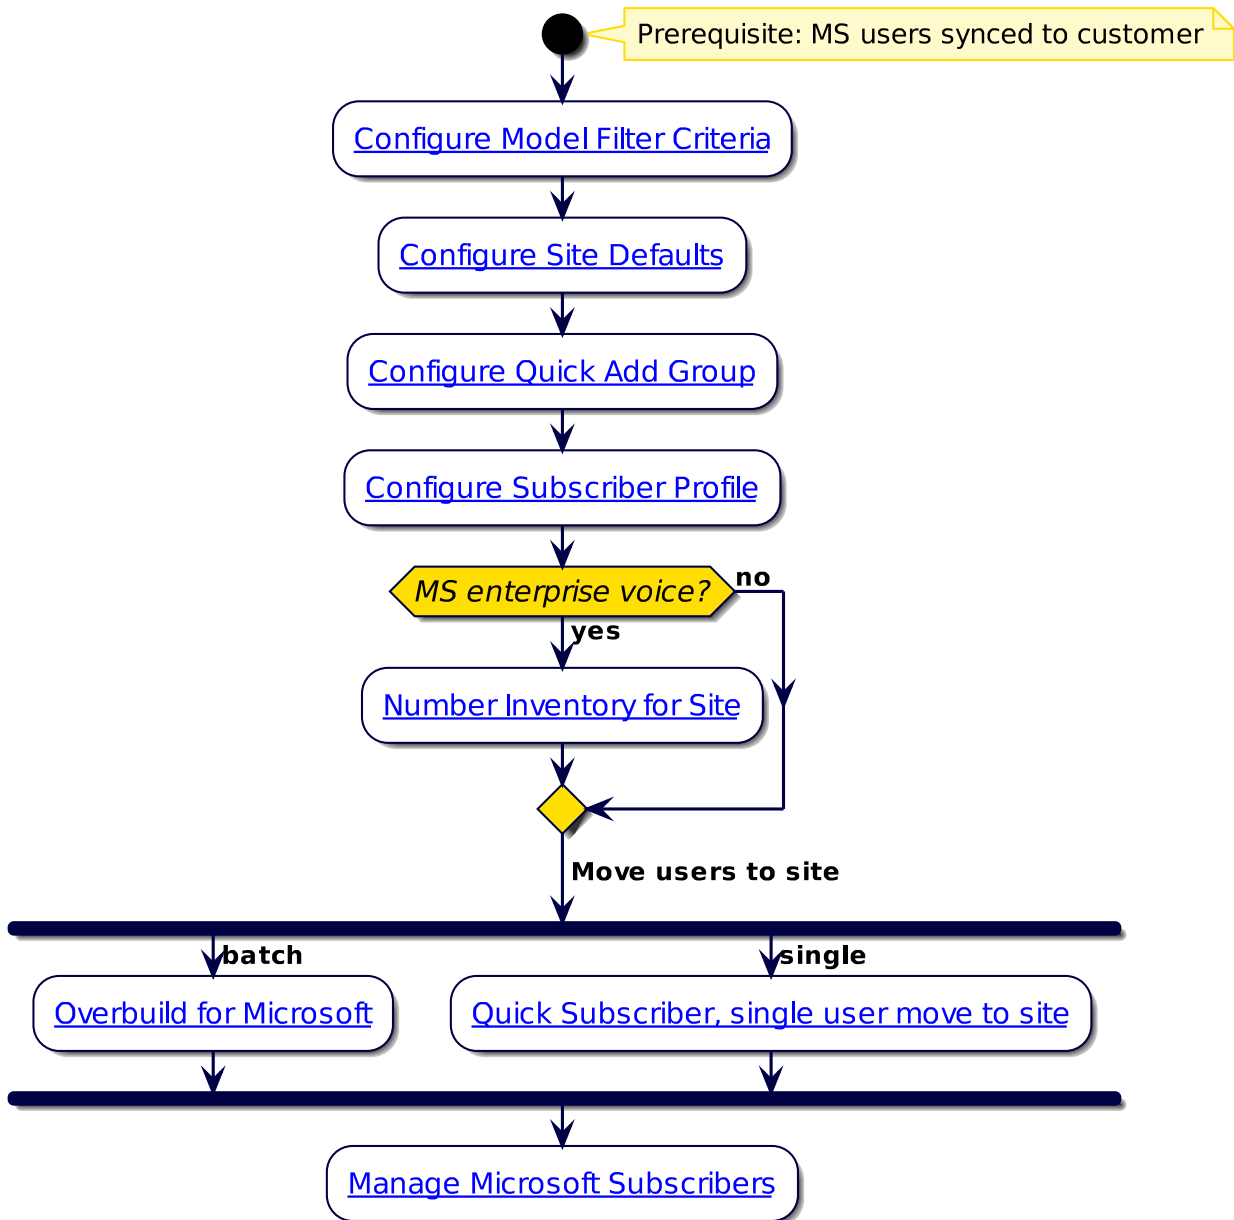 Prerequisite: MS users synced to customer
Configure Model Filter Criteria
Configure Site Defaults
Configure Quick Add Group
Configure Subscriber Profile
MS enterprise voice?
no
yes
Number Inventory for Site
Move users to site
batch
single
Overbuild for Microsoft
Quick Subscriber, single user move to site
Manage Microsoft Subscribers